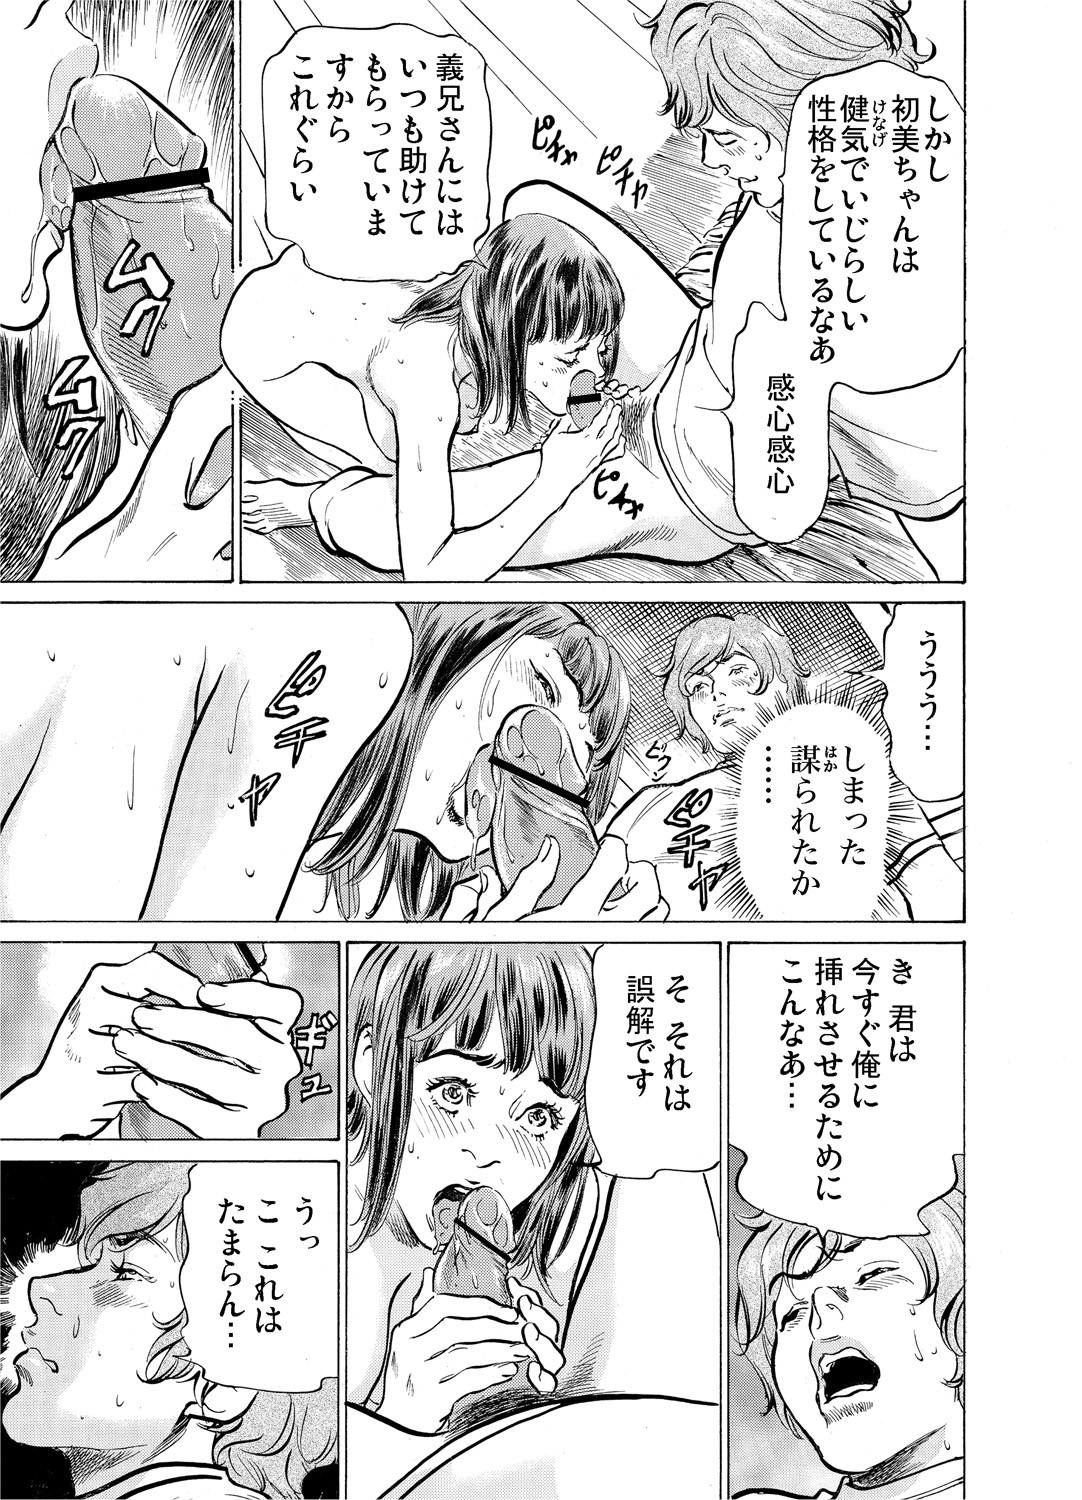 しかし
初美ちゃんは
健気でいじらしい
けなげ
性格をしているなあ
感心感心
義兄さんには
いつも助けて
もらっていま
すから
これぐらい
ピチャ
ピチャ
ピチャ
ムクムク
ううう…
しまった
謀られたか
はか
……
ビクン
ピチャ
ピチャ
き 君は
今すぐ俺に
挿れさせるために
こんなあ…
そ それは
誤解です
ギュ
うっ
こ これは
たまらん…